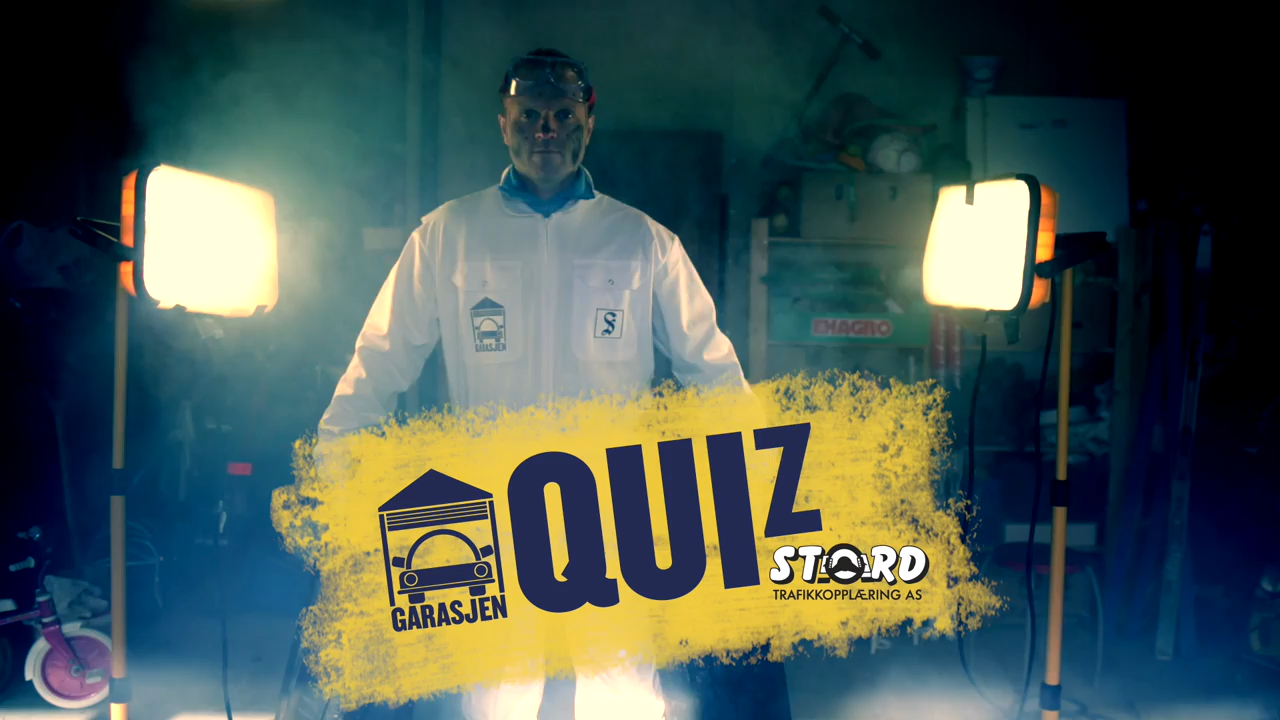 GARASJEN
S
EHAGRO
QUIZ
GARASJEN
STORD
TRAFIKKOPPLÆRING AS